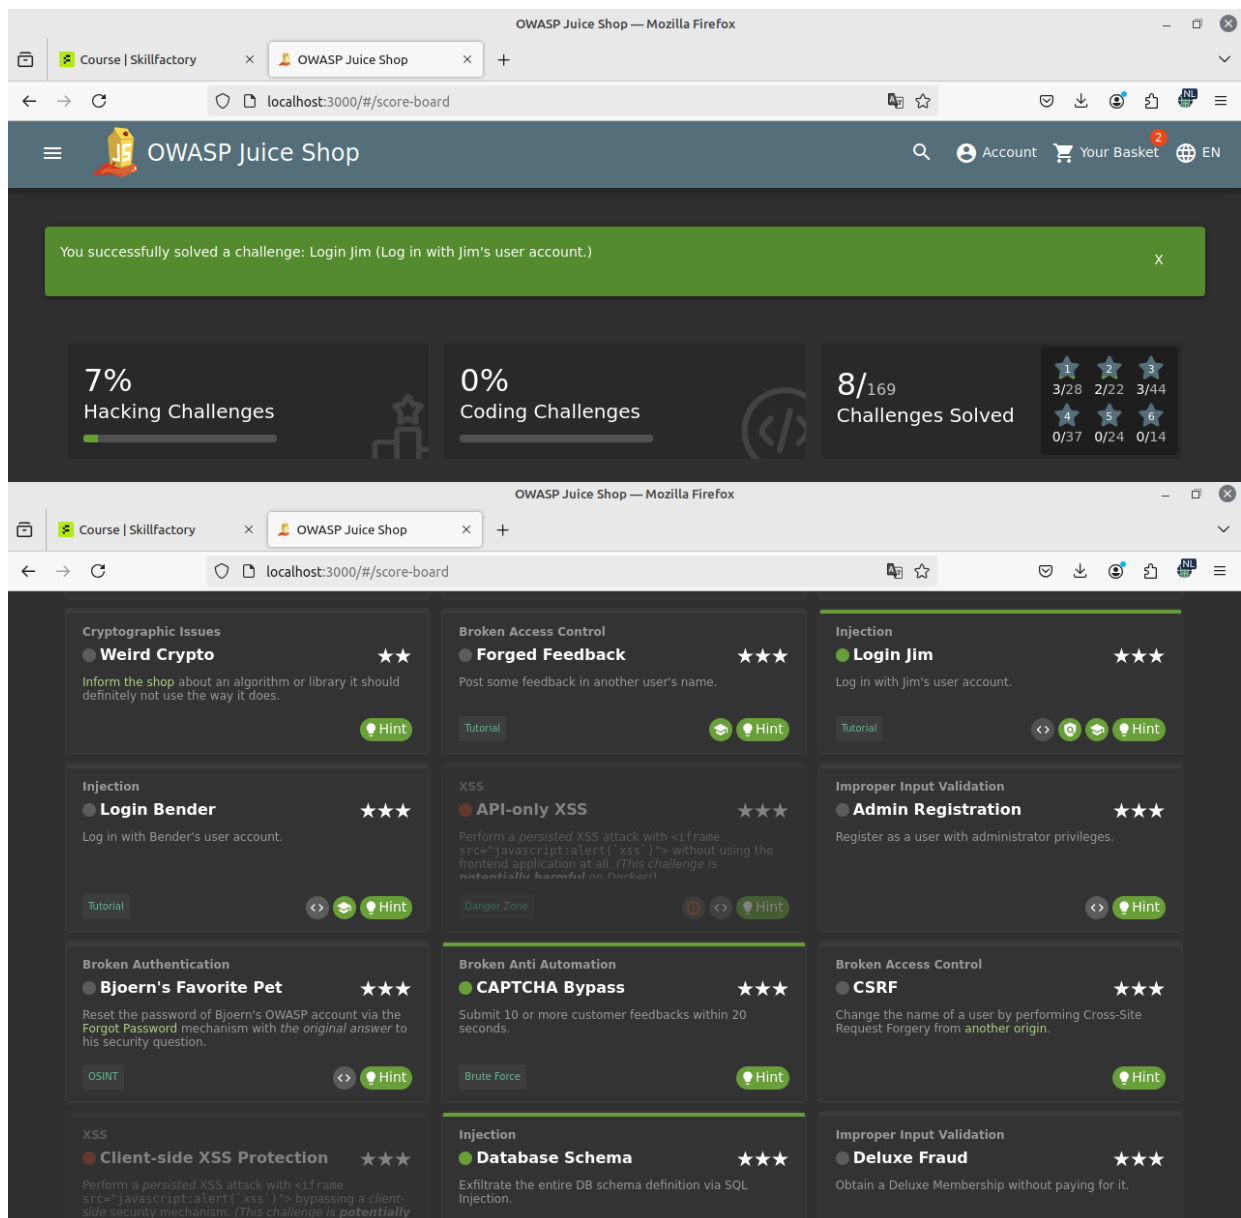 OWASP Juice Shop — Mozilla Firefox
Course | Skillfactory
OWASP Juice Shop
localhost:3000/#/score-board
NL
OWASP Juice Shop
Account
2
Your Basket
EN
You successfully solved a challenge: Login Jim (Log in with Jim's user account.)
X
7%
Hacking Challenges
0%
Coding Challenges
8/169
Challenges Solved
1 2 3
3/28 2/22 3/44
4 5 6
0/37 0/24 0/14
OWASP Juice Shop — Mozilla Firefox
Course | Skillfactory
OWASP Juice Shop
localhost:3000/#/score-board
NL
Cryptographic Issues
Weird Crypto
Inform the shop about an algorithm or library it should
definitely not use the way it does.
Hint
Broken Access Control
Forged Feedback
Post some feedback in another user's name.
Tutorial
Hint
Injection
Login Jim
Log in with Jim's user account.
Tutorial
Hint
Injection
Login Bender
Log in with Bender's user account.
Tutorial
Hint
XSS
API-only XSS
Perform a persisted XSS attack with <iframe
src="javascript:alert(`xss`)"> without using the
frontend application at all. (This challenge is
potentially harmful on Docker!)
Danger Zone
Hint
Improper Input Validation
Admin Registration
Register as a user with administrator privileges.
Hint
Broken Authentication
Bjoern's Favorite Pet
Reset the password of Bjoern's OWASP account via the
Forgot Password mechanism with the original answer to
his security question.
OSINT
Hint
Broken Anti Automation
CAPTCHA Bypass
Submit 10 or more customer feedbacks within 20
seconds.
Brute Force
Hint
Broken Access Control
CSRF
Change the name of a user by performing Cross-Site
Request Forgery from another origin.
Hint
XSS
Client-side XSS Protection
Perform a persisted XSS attack with <iframe
src="javascript:alert(`xss`)"> bypassing a client-
side security mechanism. (This challenge is potentially
Injection
Database Schema
Exfiltrate the entire DB schema definition via SQL
Injection.
Improper Input Validation
Deluxe Fraud
Obtain a Deluxe Membership without paying for it.